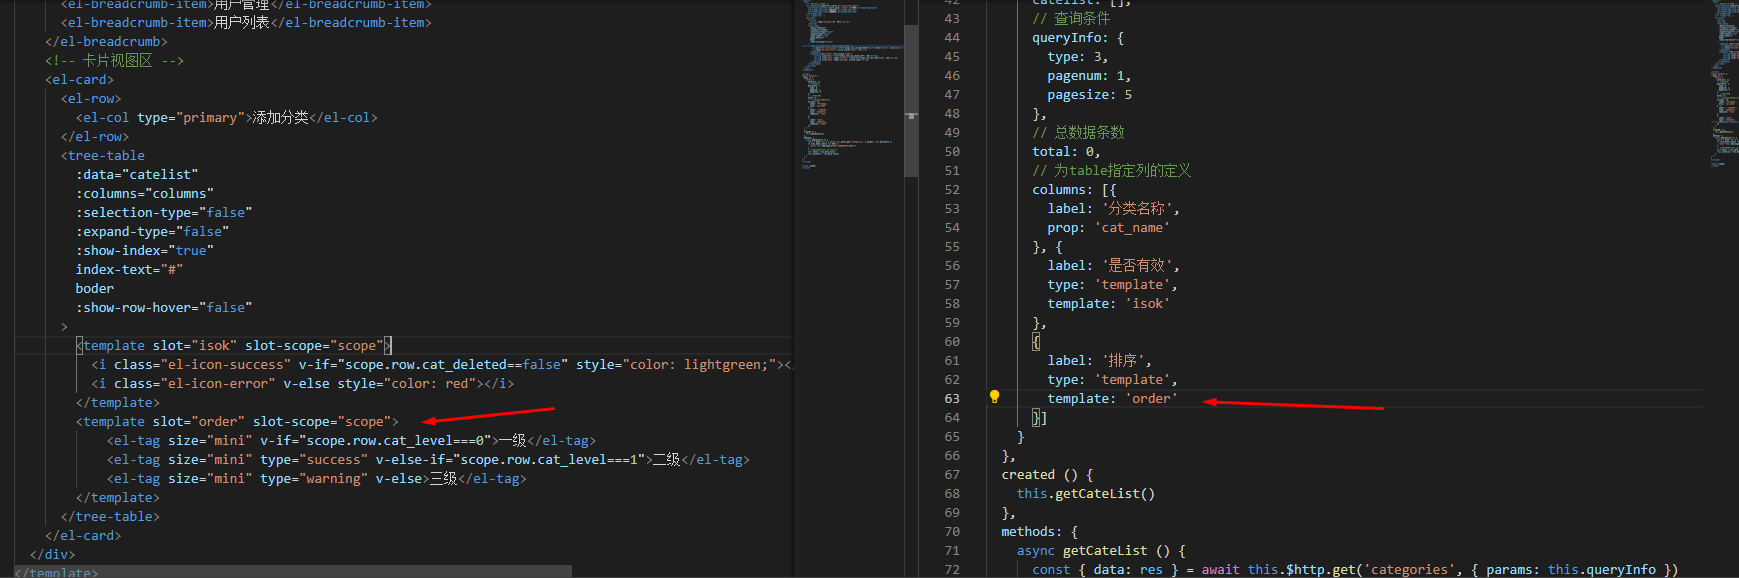 <el-breadcrumb-item>用户管理</el-breadcrumb-item>
<el-breadcrumb-item>用户列表</el-breadcrumb-item>
</el-breadcrumb>
<!-- 卡片视图区 -->
<el-card>
<el-row>
<el-col type="primary">添加分类</el-col>
</el-row>
<tree-table
:data="catelist"
:columns="columns"
:selection-type="false"
:expand-type="false"
:show-index="true"
index-text="#"
boder
:show-row-hover="false"
>
<template slot="isok" slot-scope="scope">
<i class="el-icon-success" v-if="scope.row.cat_deleted==false" style="color: lightgreen;"></
<i class="el-icon-error" v-else style="color: red"></i>
</template>
<template slot="order" slot-scope="scope">
<el-tag size="mini" v-if="scope.row.cat_level===0">一级</el-tag>
<el-tag size="mini" type="success" v-else-if="scope.row.cat_level===1">二级</el-tag>
<el-tag size="mini" type="warning" v-else>三级</el-tag>
</template>
</tree-table>
</el-card>
</div>
</template>
42 catelist: [],
43 // 查询条件
44 queryInfo: {
45 type: 3,
46 pagenum: 1,
47 pagesize: 5
48 },
49 // 总数据条数
50 total: 0,
51 // 为table指定列的定义
52 columns: [{
53 label: '分类名称',
54 prop: 'cat_name'
55 }, {
56 label: '是否有效',
57 type: 'template',
58 template: 'isok'
59 },
60 {
61 label: '排序',
62 type: 'template',
63 template: 'order'
64 }]
65 }
66 },
67 created () {
68 this.getCateList()
69 },
70 methods: {
71 async getCateList () {
72 const { data: res } = await this.$http.get('categories', { params: this.queryInfo })